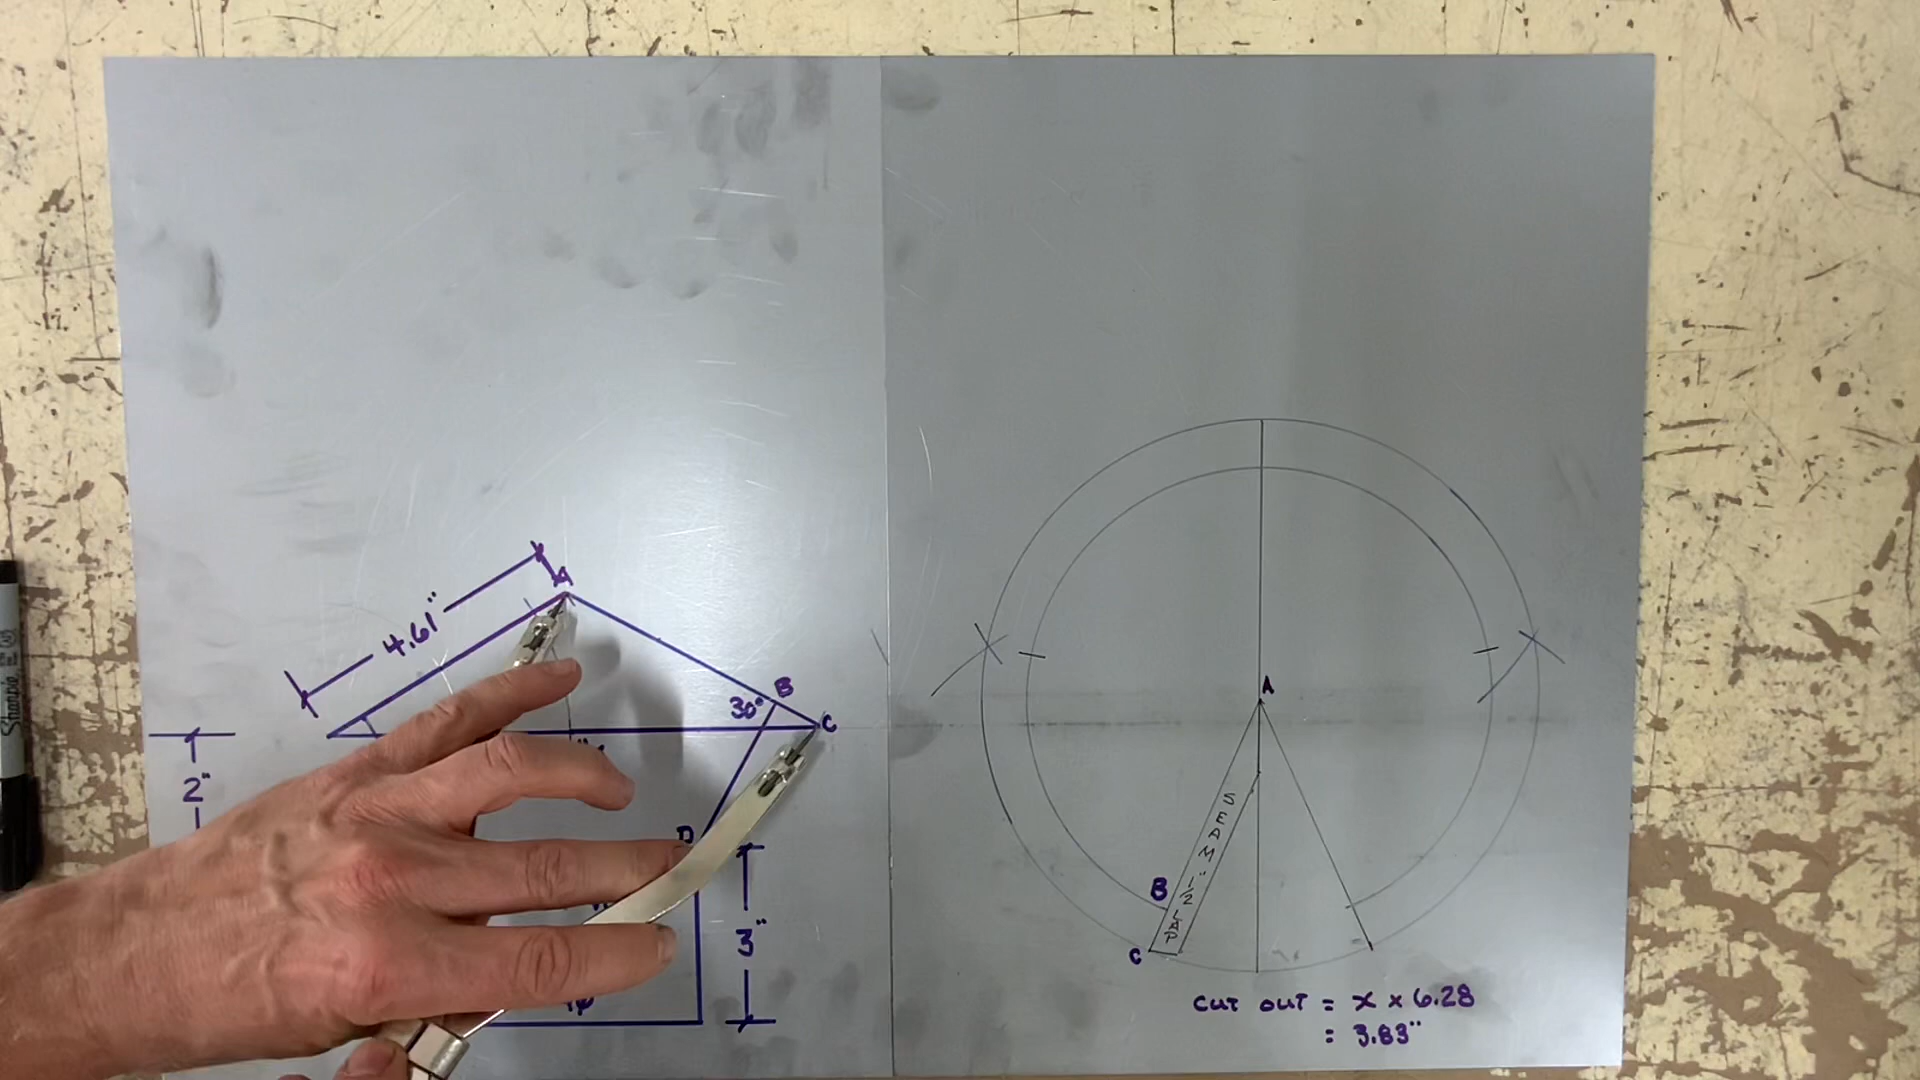 A
4.61"
B
30°
C
2"
D
3"
A
SEAM: 1/2 LAP
B
C
CUT OUT = X x 6.28
= 3.83"
Sharpie